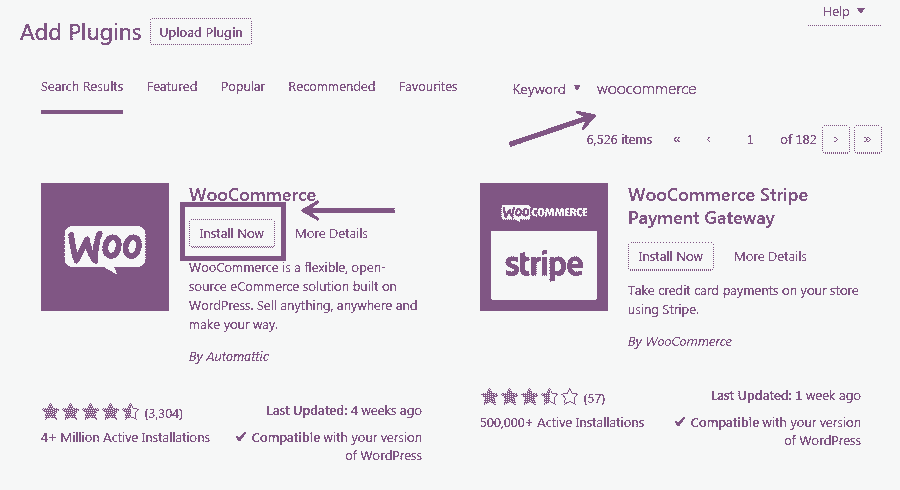 Help
Add Plugins Upload Plugin
Search Results Featured Popular Recommended Favourites Keyword woocommerce
6,526 items « ‹ 1 of 182 › »
Woo
WooCommerce
Install Now More Details
WooCommerce is a flexible, open-
source eCommerce solution built on
WordPress. Sell anything, anywhere and
make your way.
By Automattic
(3,304)
4+ Million Active Installations
Last Updated: 4 weeks ago
✔ Compatible with your version
of WordPress
Woo COMMERCE
stripe
WooCommerce Stripe
Payment Gateway
Install Now More Details
Take credit card payments on your store
using Stripe.
By WooCommerce
(57)
500,000+ Active Installations
Last Updated: 1 week ago
✔ Compatible with your version
of WordPress